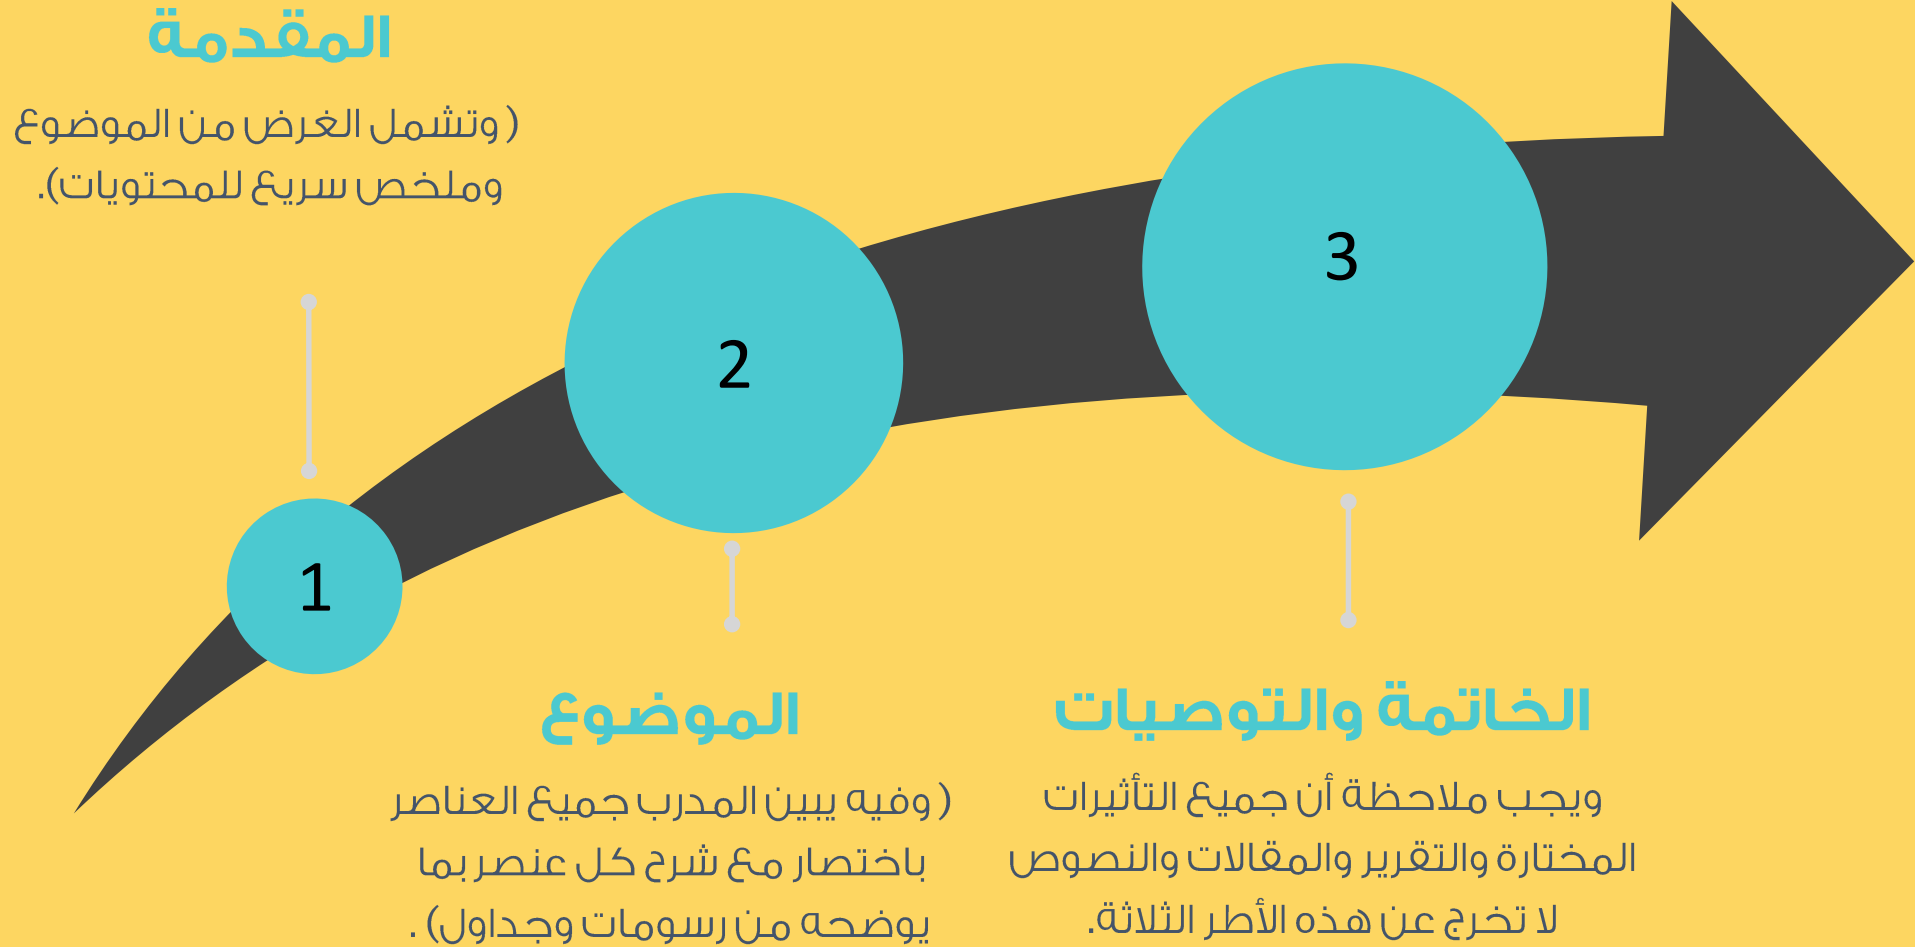 المقدمة
( وتشمل الغرض من الموضوع
وملخص سريع للمحتويات).
1
2
الموضوع
( وفيه يبين المدرب جميع العناصر
باختصار مع شرح كل عنصر بما
يوضحه من رسومات وجداول) .
3
الخاتمة والتوصيات
ويجب ملاحظة أن جميع التأثيرات
المختارة والتقرير والمقالات والنصوص
لا تخرج عن هذه الأطر الثلاثة.